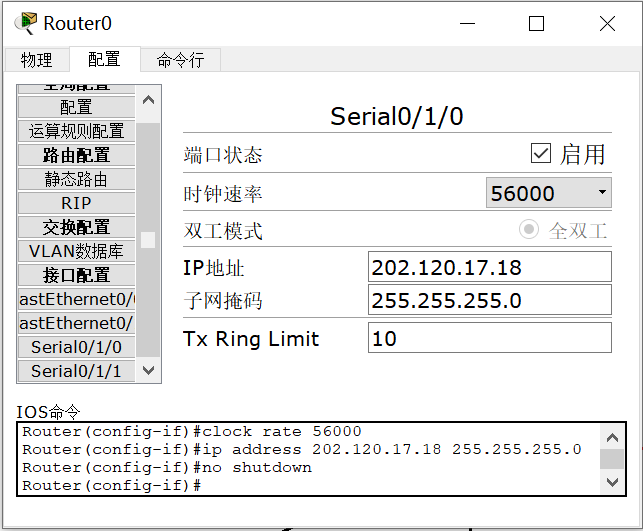 Router0
物理 配置 命令行
全局配置
配置
运算规则配置
路由配置
静态路由
RIP
交换配置
VLAN数据库
接口配置
astEthernet0/0
astEthernet0/
Serial0/1/0
Serial0/1/1
Serial0/1/0
端口状态 启用
时钟速率 56000
双工模式 全双工
IP地址 202.120.17.18
子网掩码 255.255.255.0
Tx Ring Limit 10
IOS命令
Router(config-if)#clock rate 56000
Router(config-if)#ip address 202.120.17.18 255.255.255.0
Router(config-if)#no shutdown
Router(config-if)#